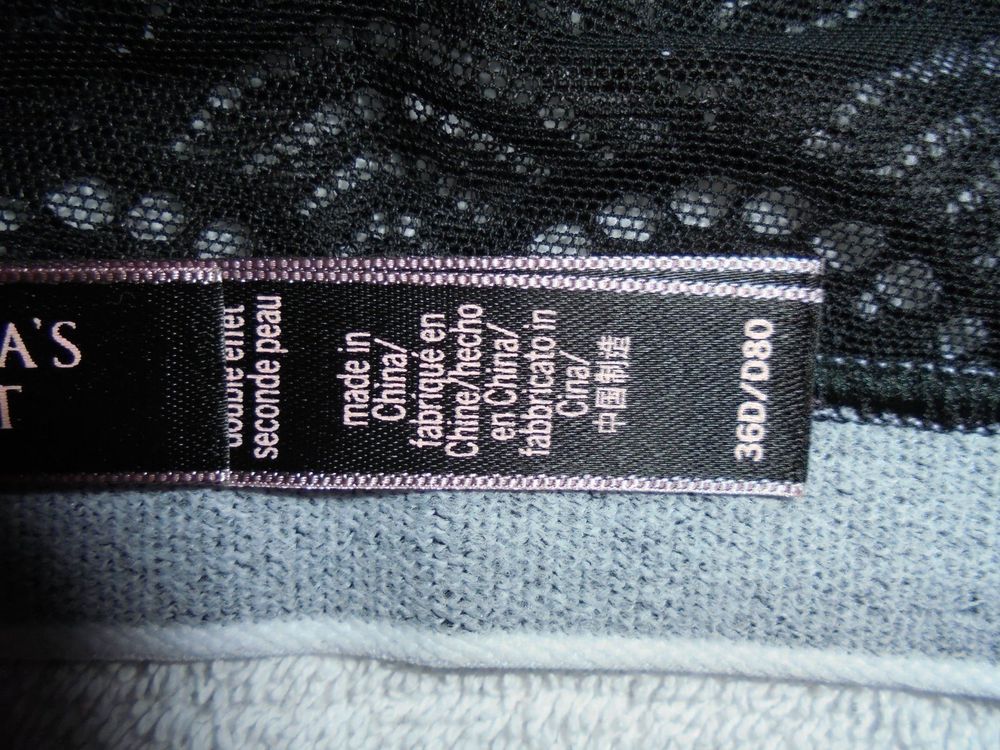 A'S
T
double effet
seconde peau
made in
China/
fabriqué en
Chine/hecho
en China/
fabricato in
Cina/
中国制造
36D/D80